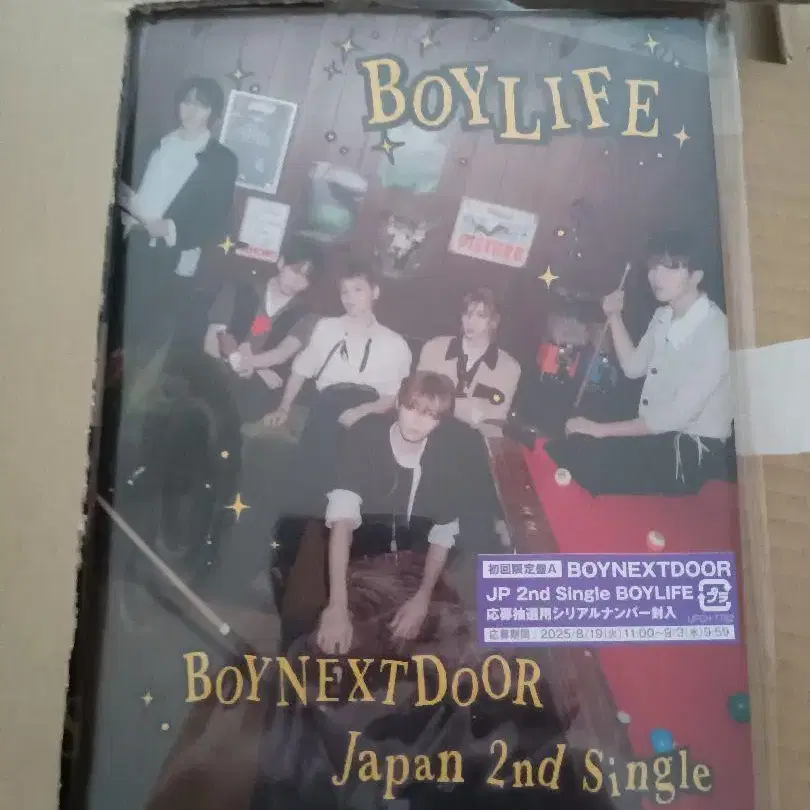 BOYLIFE
初回限定盤A BOYNEXTDOOR
JP 2nd Single BOYLIFE
応募抽選用シリアルナンバー封入
応募期間：2025/8/19(火)11:00~9/3(水)9:59
BOYNEXTDOOR
Japan 2nd Single